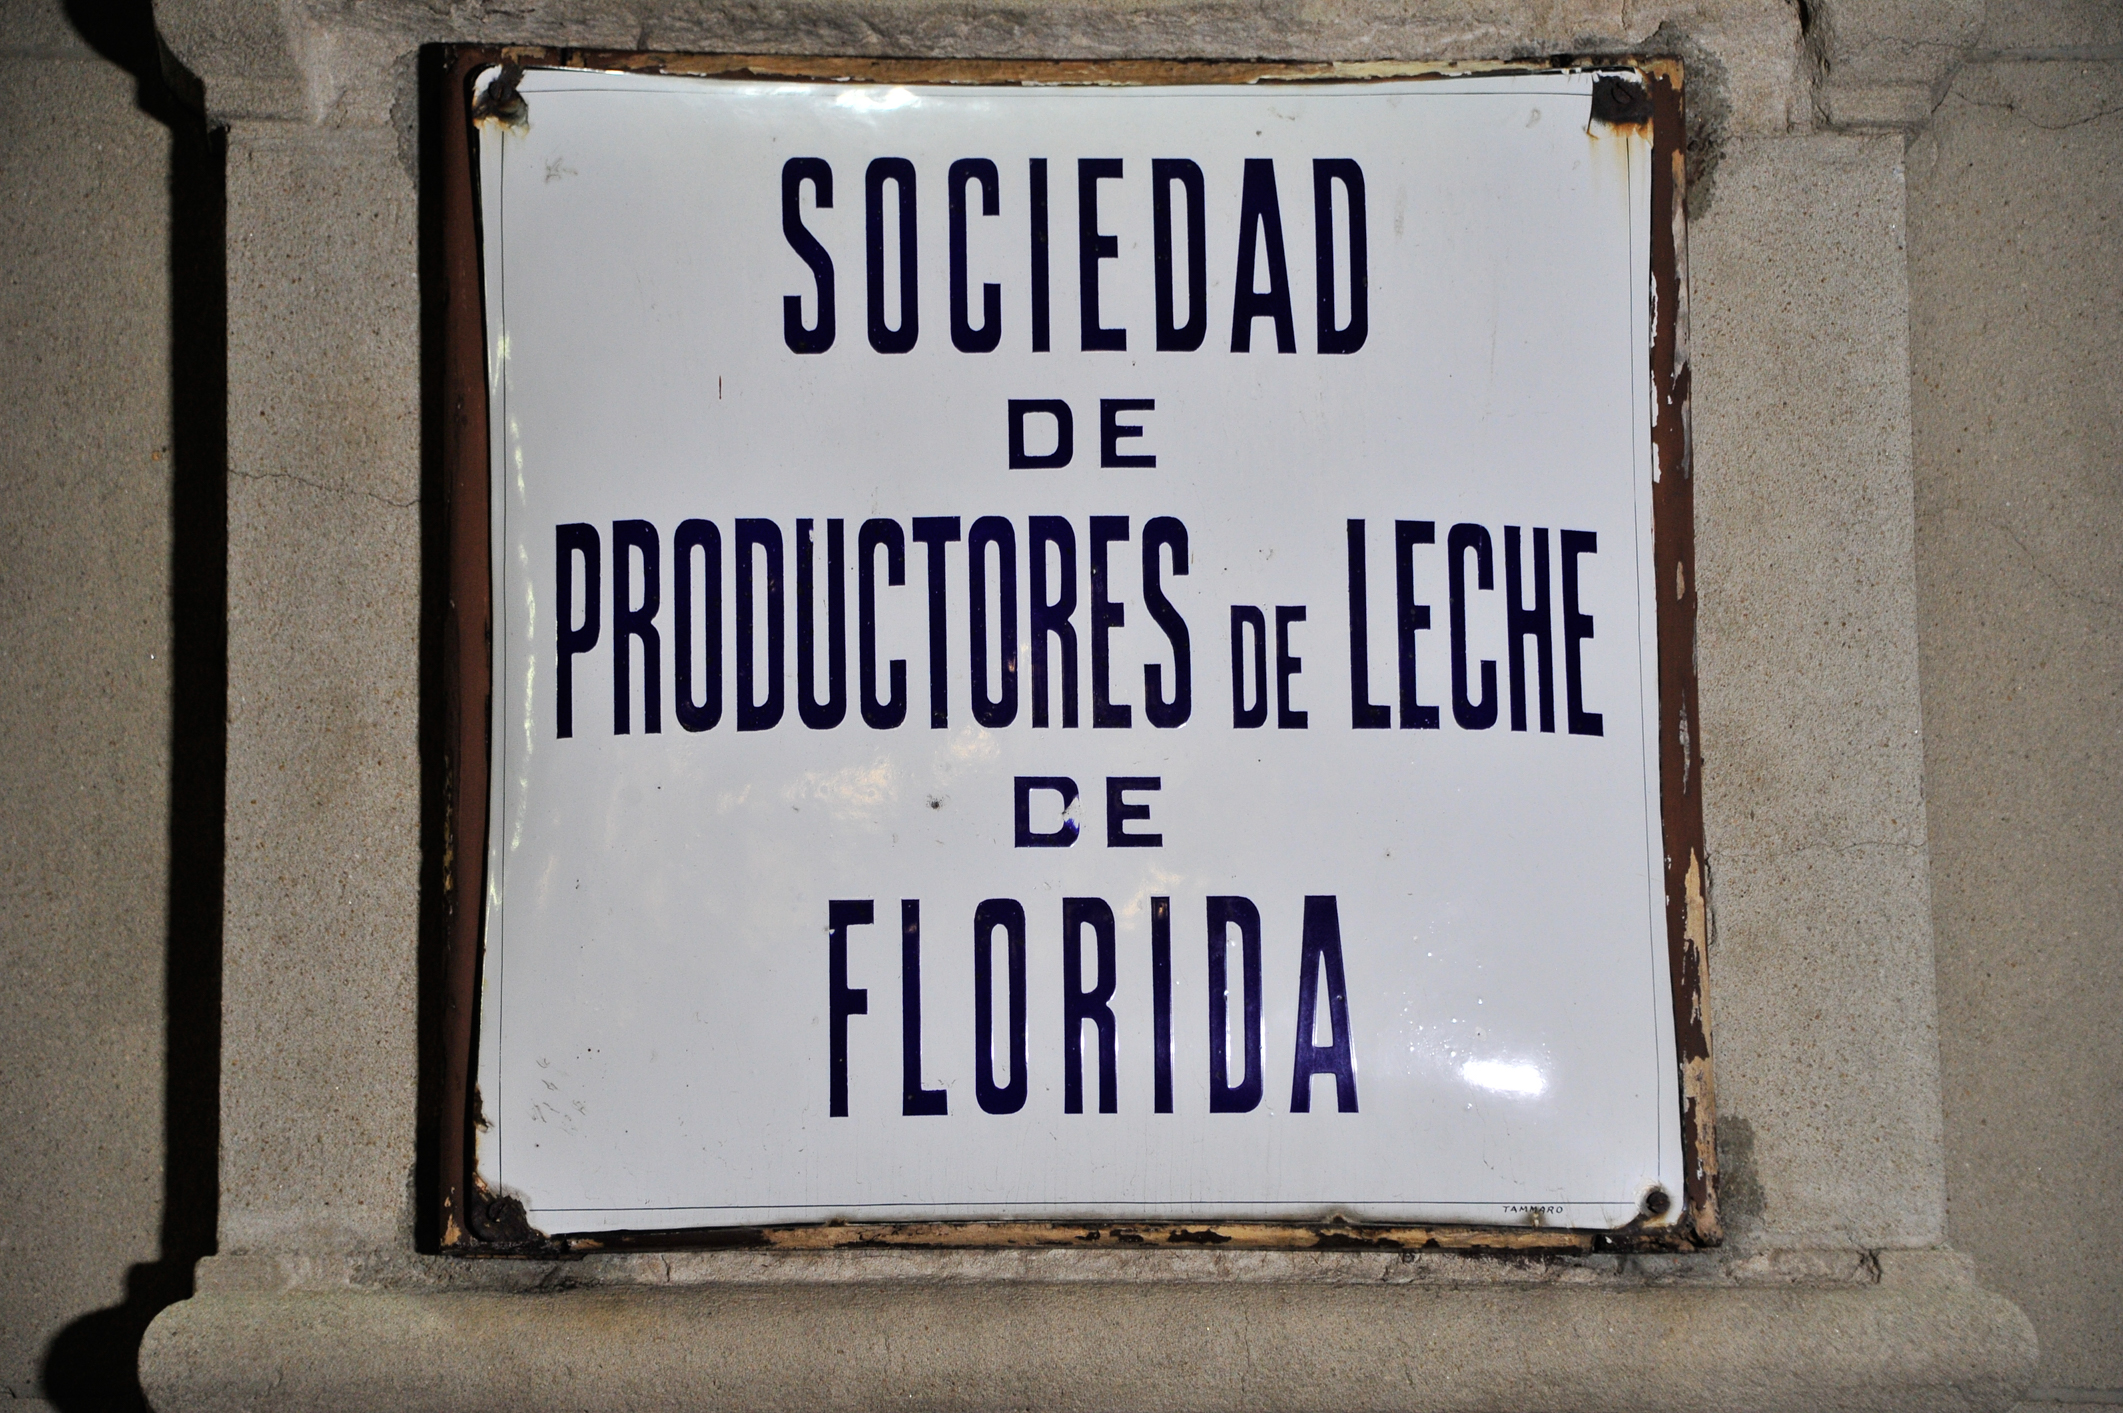 SOCIEDAD
DE
PRODUCTORES DE LECHE
DE
FLORIDA
TAMMARO